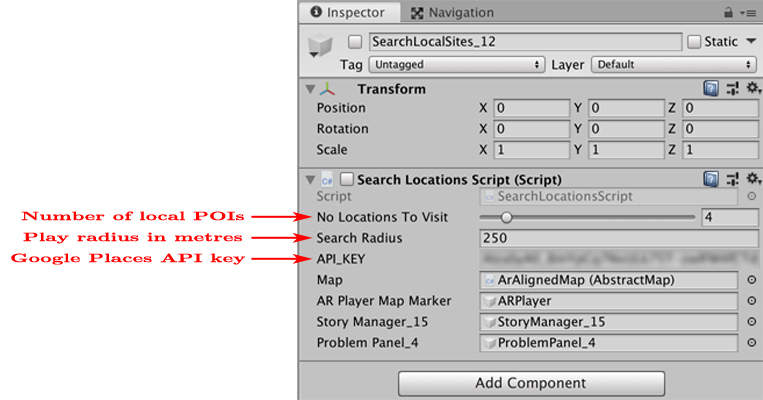 Inspector Navigation
SearchLocalSites_12 Static
Tag Untagged Layer Default
Transform
Position X 0 Y 0 Z 0
Rotation X 0 Y 0 Z 0
Scale X 1 Y 1 Z 1
Search Locations Script (Script)
Script SearchLocationsScript
Number of local POIs No Locations To Visit 4
Play radius in metres Search Radius 250
Google Places API key API_KEY
Map ArAlignedMap (AbstractMap)
AR Player Map Marker ARPlayer
Story Manager_15 StoryManager_15
Problem Panel_4 ProblemPanel_4
Add Component